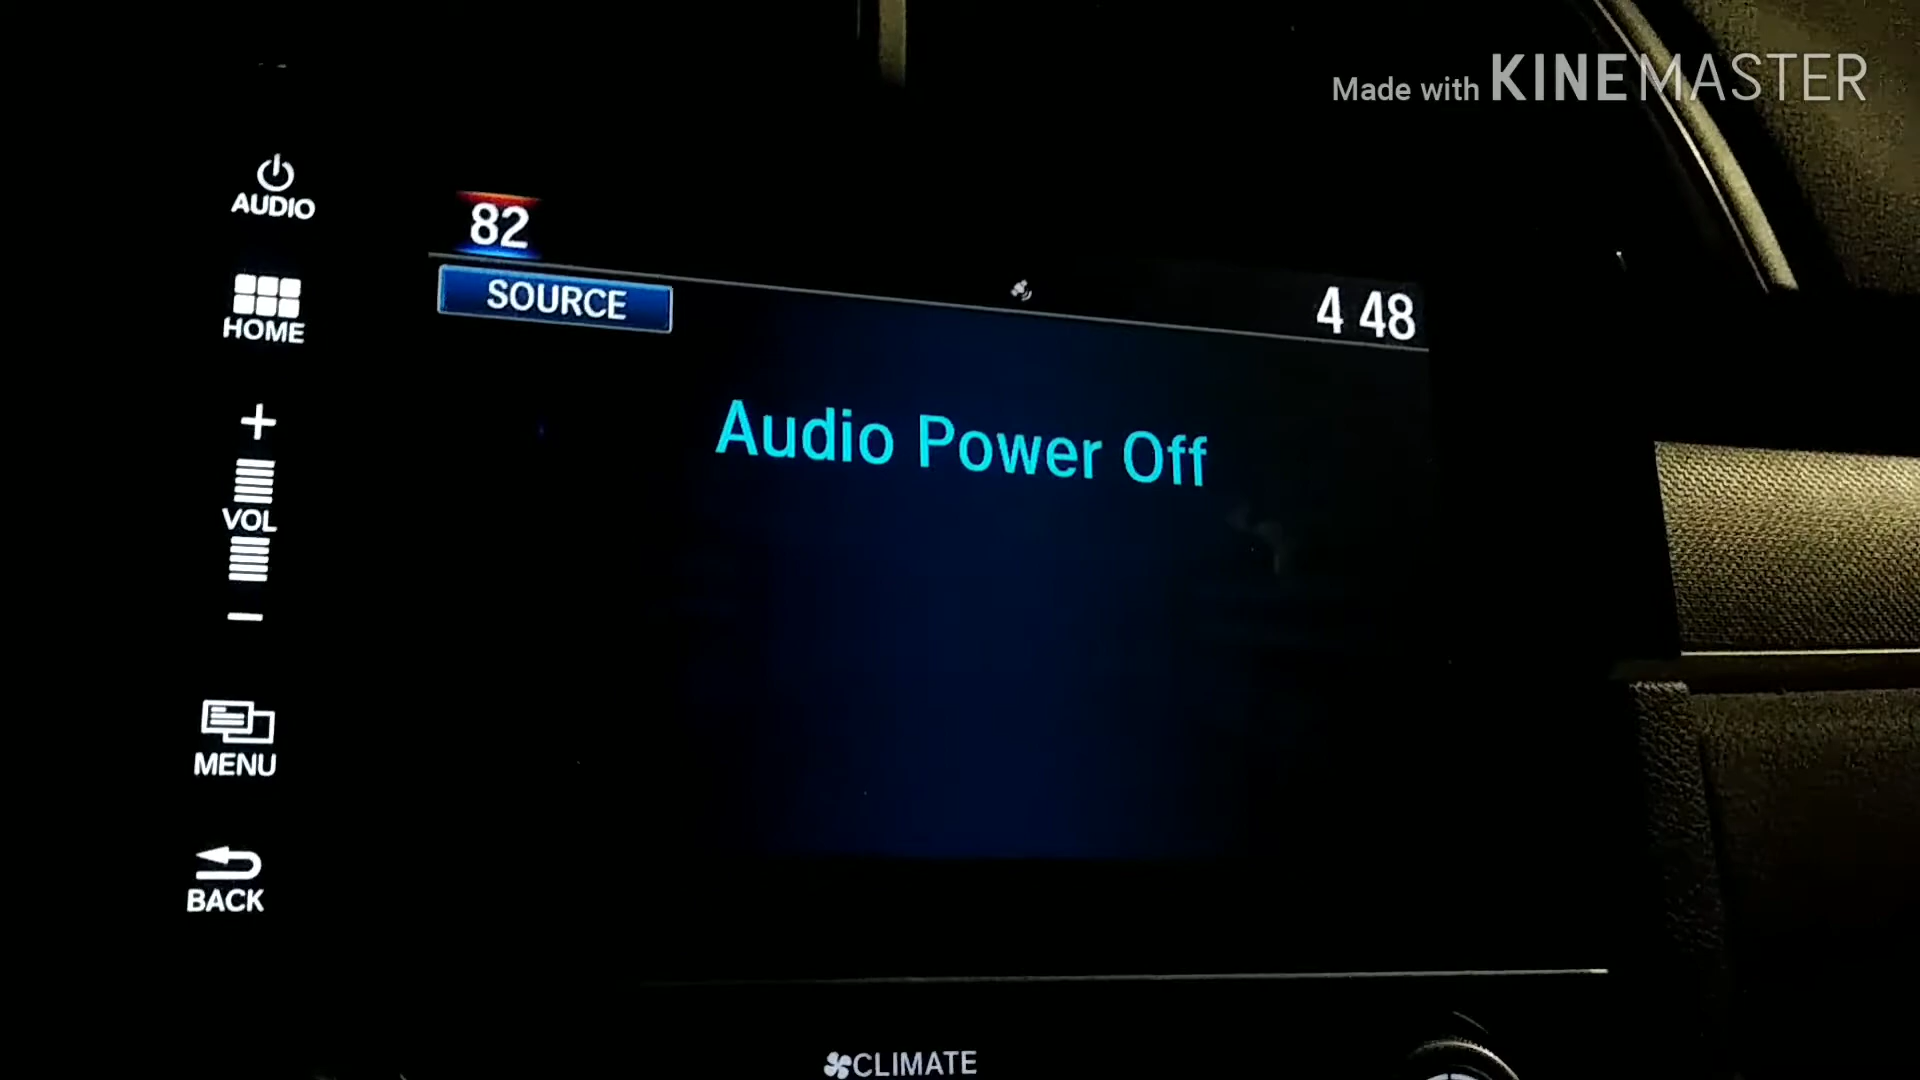 Made with KINEMASTER
AUDIO
82
SOURCE
4 48
HOME
Audio Power Off
+
VOL
-
MENU
BACK
CLIMATE